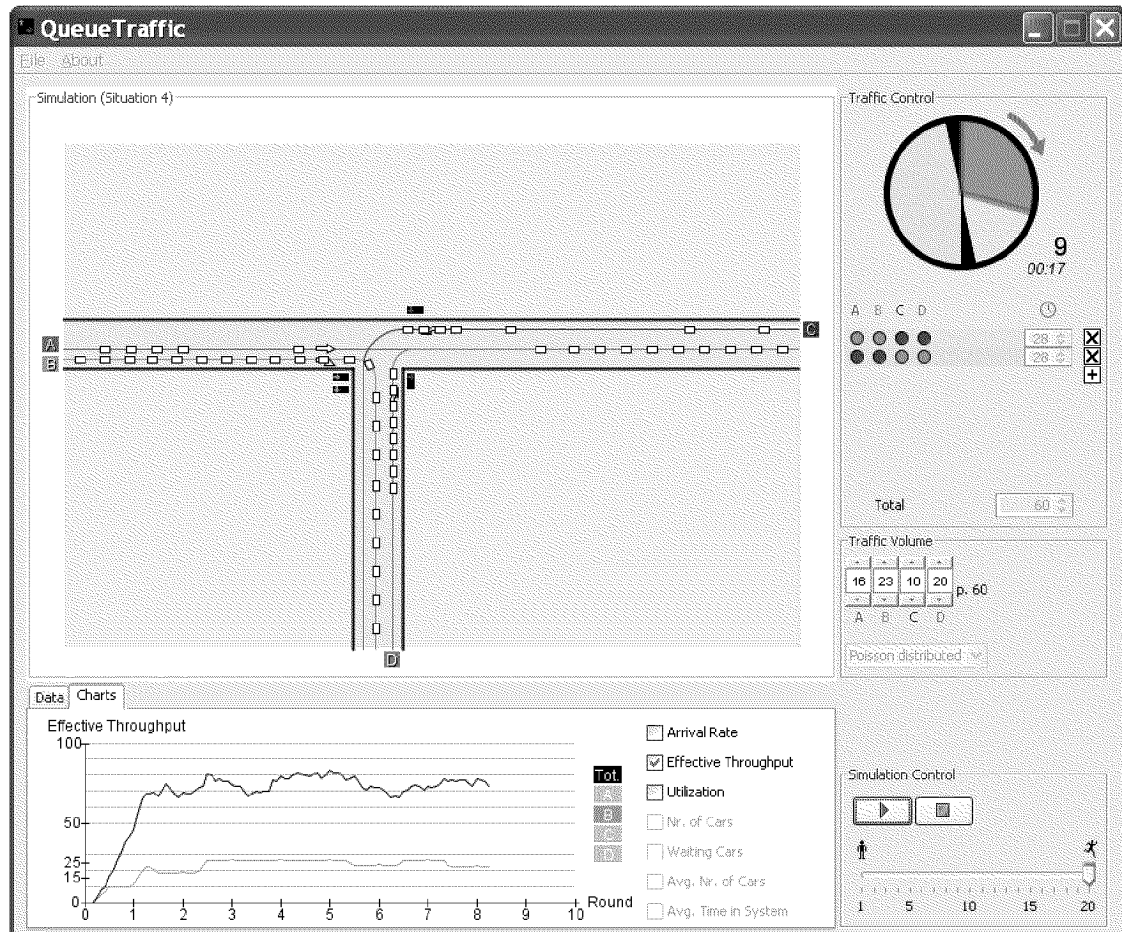 QueueTraffic
File About
Simulation (Situation 4)
A
B
C
D
Traffic Control
9
00:17
A B C D
28
28
Total 60
Traffic Volume
16 23 10 20 p. 60
A B C D
Poisson distributed
Data Charts
Effective Throughput
100
50
25
15
0
0 1 2 3 4 5 6 7 8 9 10 Round
Tot.
A
B
C
D
Arrival Rate
Effective Throughput
Utilization
Nr. of Cars
Waiting Cars
Avg. Nr. of Cars
Avg. Time in System
Simulation Control
1 5 10 15 20